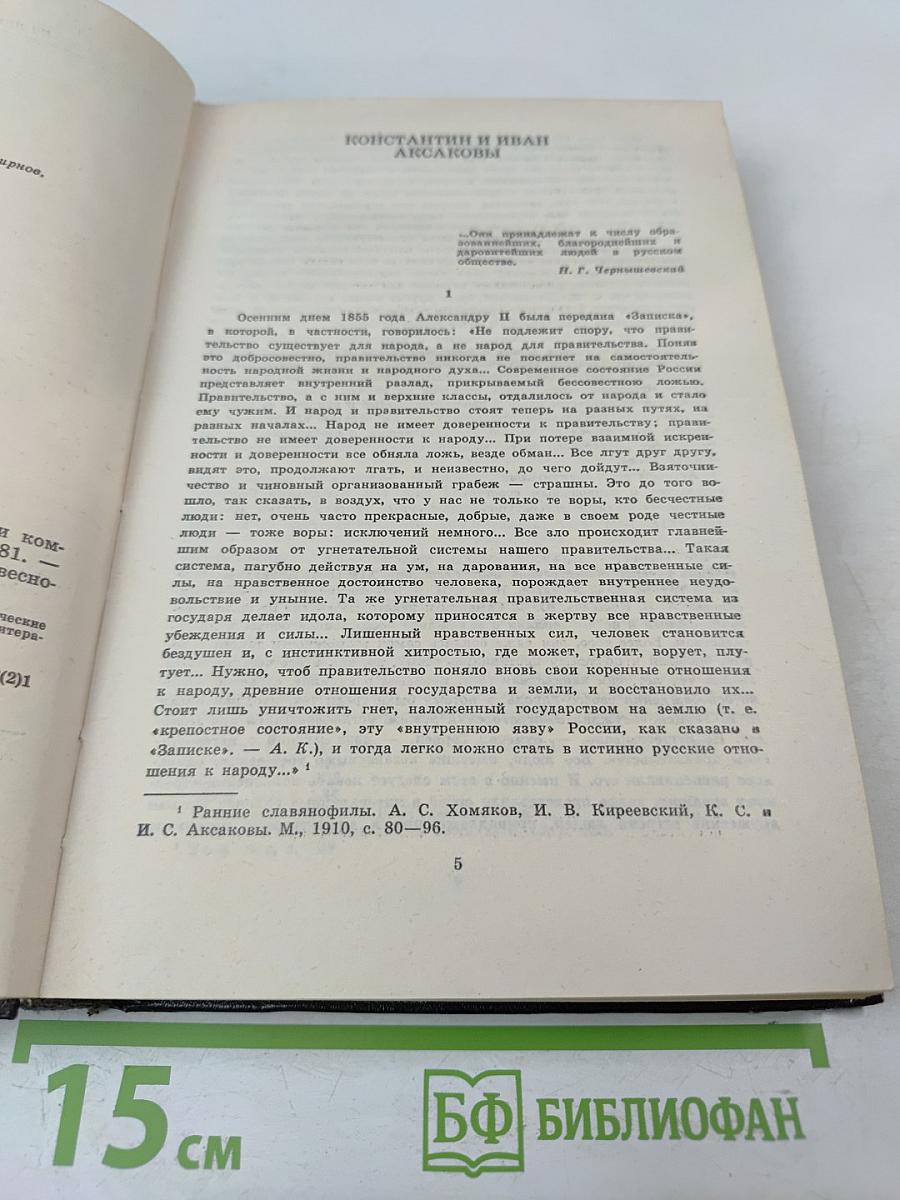 ирнов,
и ком-
81. —
весно-
ческие
итера-
(2)1
КОНСТАНТИН И ИВАН
АКСАКОВЫ
...Они принадлежат к числу обра-
зованнейших, благороднейших и
даровитейших людей в русском
обществе.
Н. Г. Чернышевский
1
Осенним днем 1855 года Александру II была передана «Записка»,
в которой, в частности, говорилось: «Не подлежит спору, что прави-
тельство существует для народа, а не народ для правительства. Поняв
это добросовестно, правительство никогда не посягнет на самостоятель-
ность народной жизни и народного духа... Современное состояние России
представляет внутренний разлад, прикрываемый бессовестною ложью.
Правительство, а с ним и верхние классы, отдалилось от народа и стало
ему чужим. И народ и правительство стоят теперь на разных путях, на
разных началах... Народ не имеет доверенности к правительству; прави-
тельство не имеет доверенности к народу... При потере взаимной искрен-
ности и доверенности все обняла ложь, везде обман... Все лгут друг другу,
видят это, продолжают лгать, и неизвестно, до чего дойдут... Взяточни-
чество и чиновный организованный грабеж — страшны. Это до того во-
шло, так сказать, в воздух, что у нас не только те воры, кто бесчестные
люди: нет, очень часто прекрасные, добрые, даже в своем роде честные
люди — тоже воры: исключений немного... Все зло происходит главней-
шим образом от угнетательной системы нашего правительства... Такая
система, пагубно действуя на ум, на дарования, на все нравственные си-
лы, на нравственное достоинство человека, порождает внутреннее неудо-
вольствие и уныние. Та же угнетательная правительственная система из
государя делает идола, которому приносятся в жертву все нравственные
убеждения и силы... Лишенный нравственных сил, человек становится
бездушен и, с инстинктивной хитростью, где может, грабит, ворует, плу-
тует... Нужно, чтоб правительство поняло вновь свои коренные отношения
к народу, древние отношения государства и земли, и восстановило их...
Стоит лишь уничтожить гнет, наложенный государством на землю (т. е.
«крепостное состояние», эту «внутреннюю язву» России, как сказано в
«Записке». — А. К.), и тогда легко можно стать в истинно русские отно-
шения к народу...» ¹
¹ Ранние славянофилы. А. С. Хомяков, И. В. Киреевский, К. С. и
И. С. Аксаковы. М., 1910, с. 80—96.
5
15 см
БФ БИБЛИОФАН